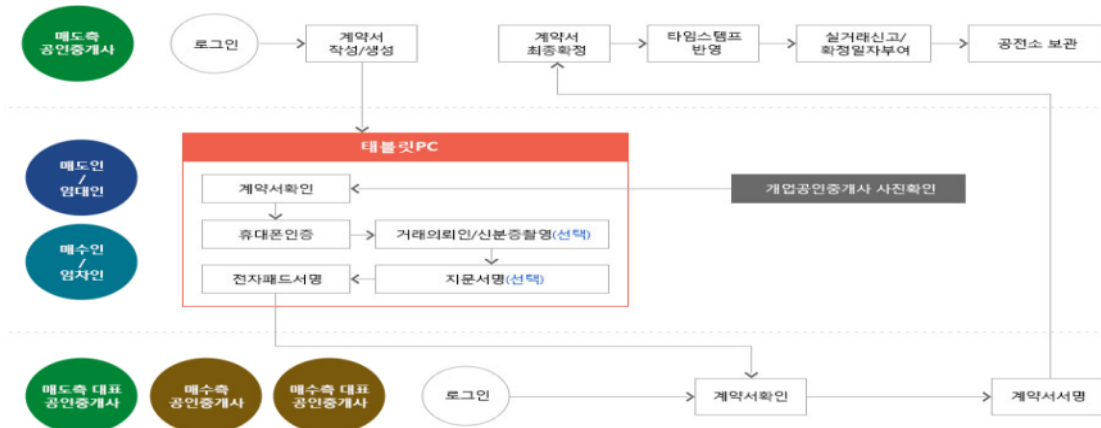 매도측
공인중개사
로그인
계약서
작성/생성
계약서
최종확정
타임스탬프
반영
실거래신고/
확정일자부여
공전소 보관
태블릿PC
매도인
/
임대인
계약서확인
개업공인중개사 사진확인
매수인
/
임차인
휴대폰인증
거래의뢰인/신분증촬영(선택)
전자패드서명
지문서명(선택)
매도측 대표
공인중개사
매수측
공인중개사
매수측 대표
공인중개사
로그인
계약서확인
계약서서명